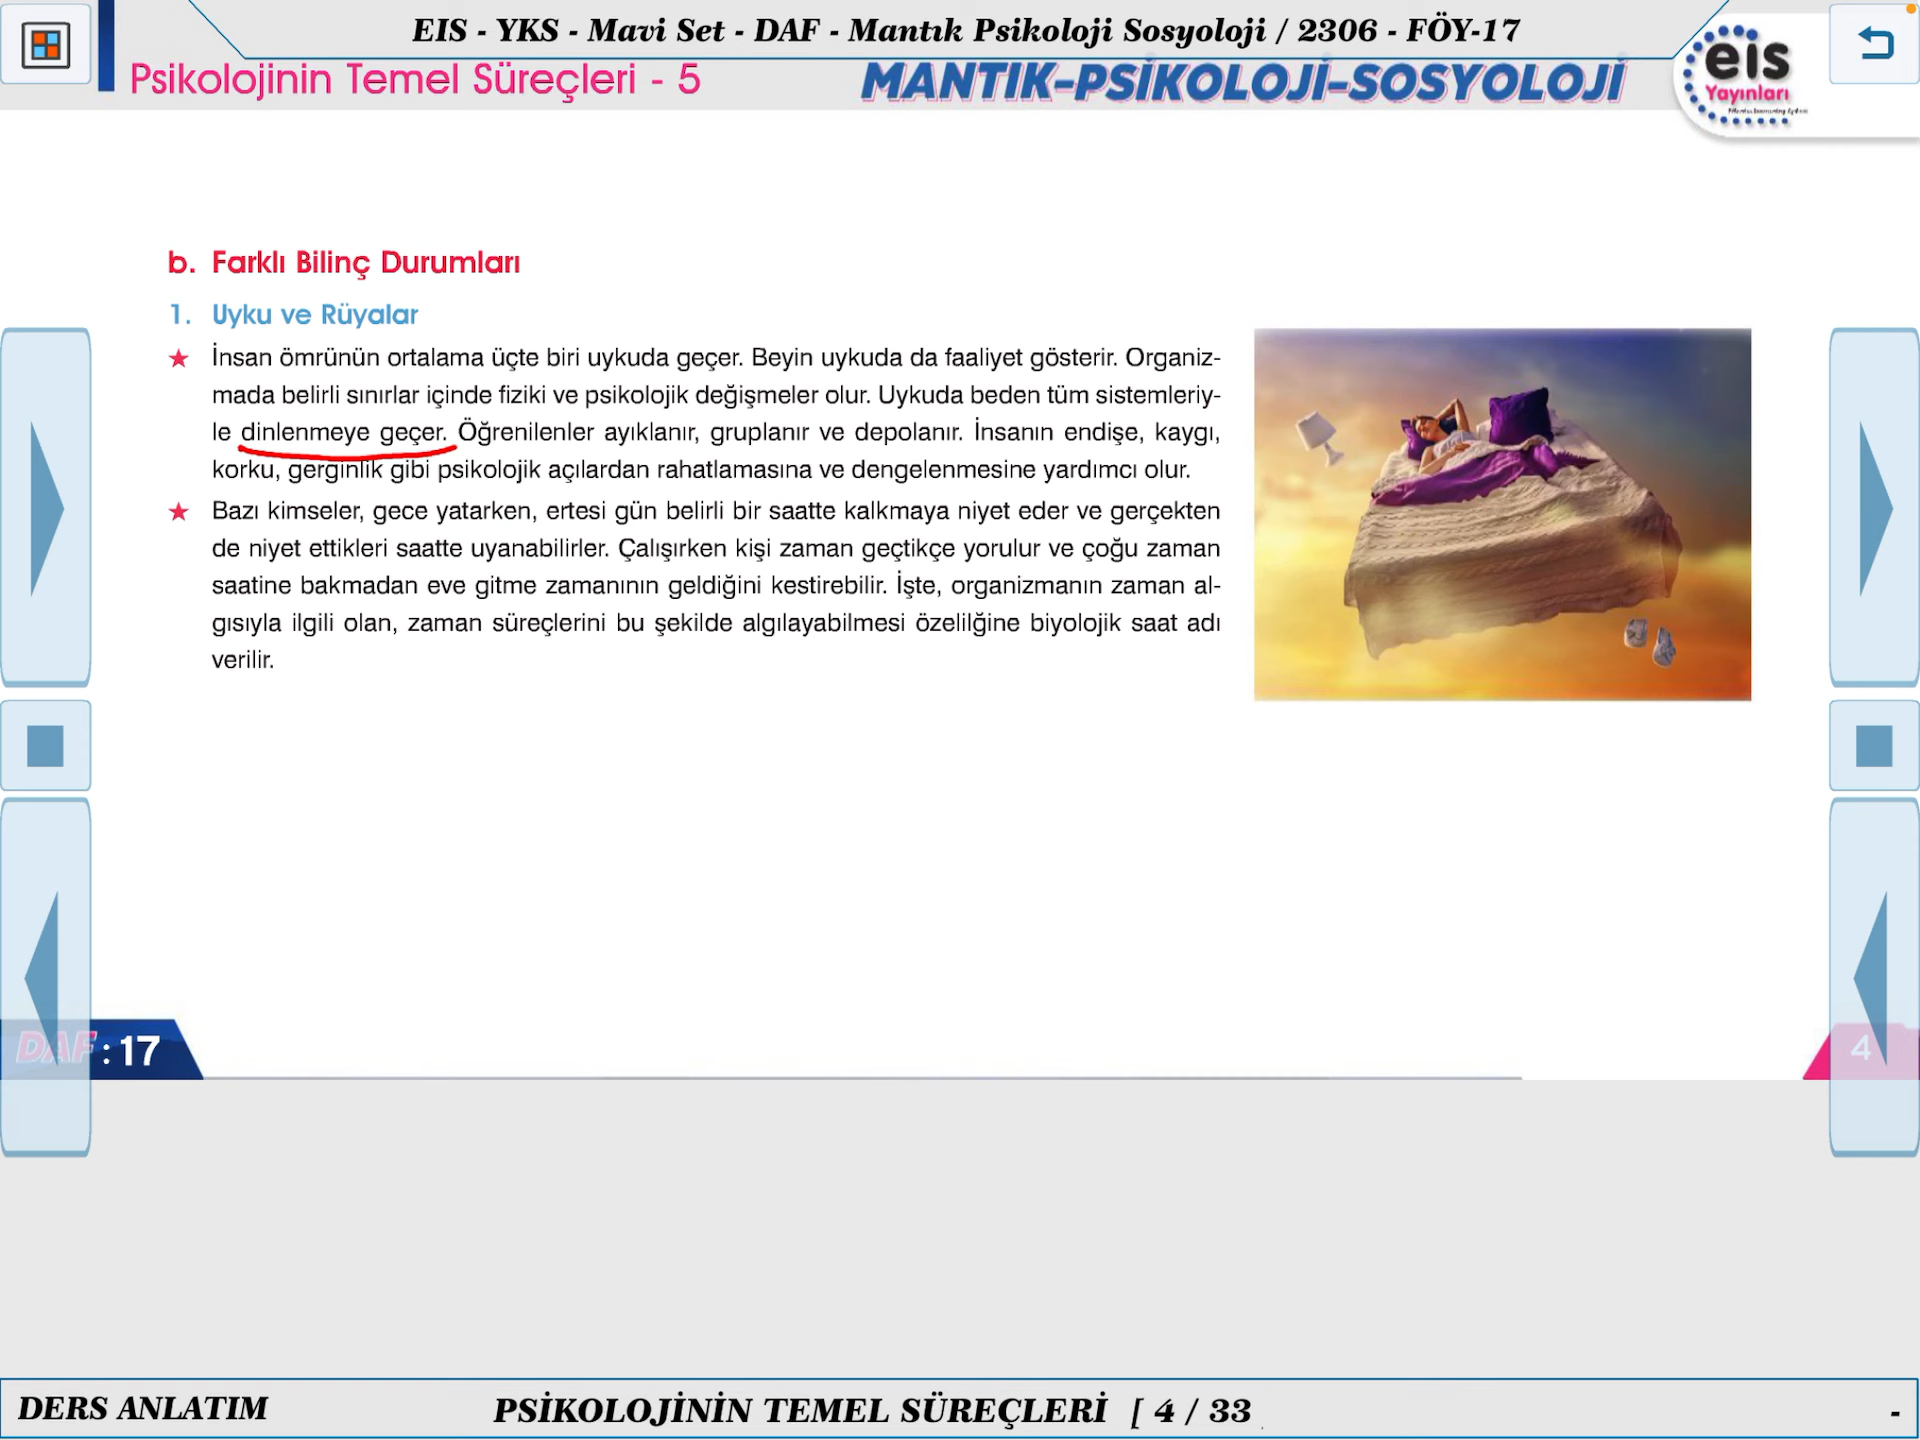 EIS - YKS - Mavi Set - DAF - Mantık Psikoloji Sosyoloji / 2306 - FÖY-17
Psikolojinin Temel Süreçleri - 5
MANTIK-PSİKOLOJİ-SOSYOLOJİ
eis
Yayınları
b. Farklı Bilinç Durumları
1. Uyku ve Rüyalar
★ İnsan ömrünün ortalama üçte biri uykuda geçer. Beyin uykuda da faaliyet gösterir. Organiz-
mada belirli sınırlar içinde fiziki ve psikolojik değişmeler olur. Uykuda beden tüm sistemleriy-
le dinlenmeye geçer. Öğrenilenler ayıklanır, gruplanır ve depolanır. İnsanın endişe, kaygı,
korku, gerginlik gibi psikolojik açılardan rahatlamasına ve dengelenmesine yardımcı olur.
★ Bazı kimseler, gece yatarken, ertesi gün belirli bir saatte kalkmaya niyet eder ve gerçekten
de niyet ettikleri saatte uyanabilirler. Çalışırken kişi zaman geçtikçe yorulur ve çoğu zaman
saatine bakmadan eve gitme zamanının geldiğini kestirebilir. İşte, organizmanın zaman al-
gısıyla ilgili olan, zaman süreçlerini bu şekilde algılayabilmesi özelilğine biyolojik saat adı
verilir.
DAF : 17
4
DERS ANLATIM
PSİKOLOJİNİN TEMEL SÜREÇLERİ [ 4 / 33
-